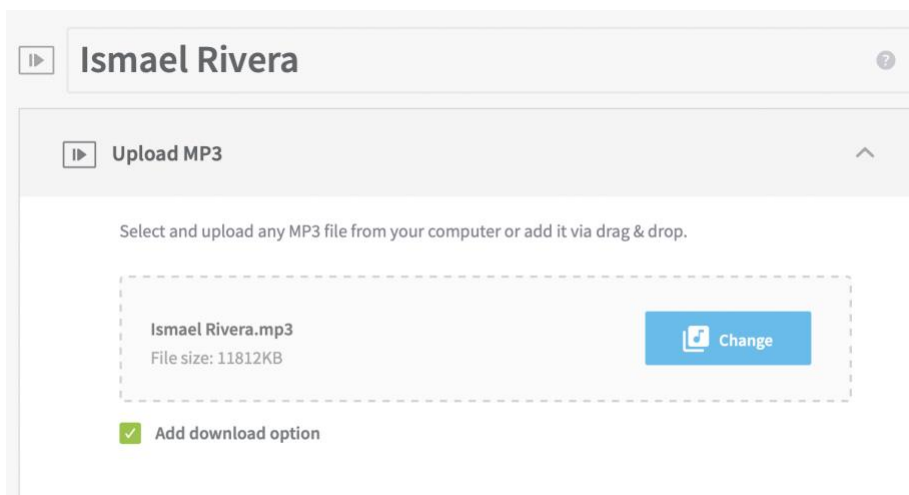 Ismael Rivera
?
Upload MP3
Select and upload any MP3 file from your computer or add it via drag & drop.
Ismael Rivera.mp3
File size: 11812KB
Change
Add download option